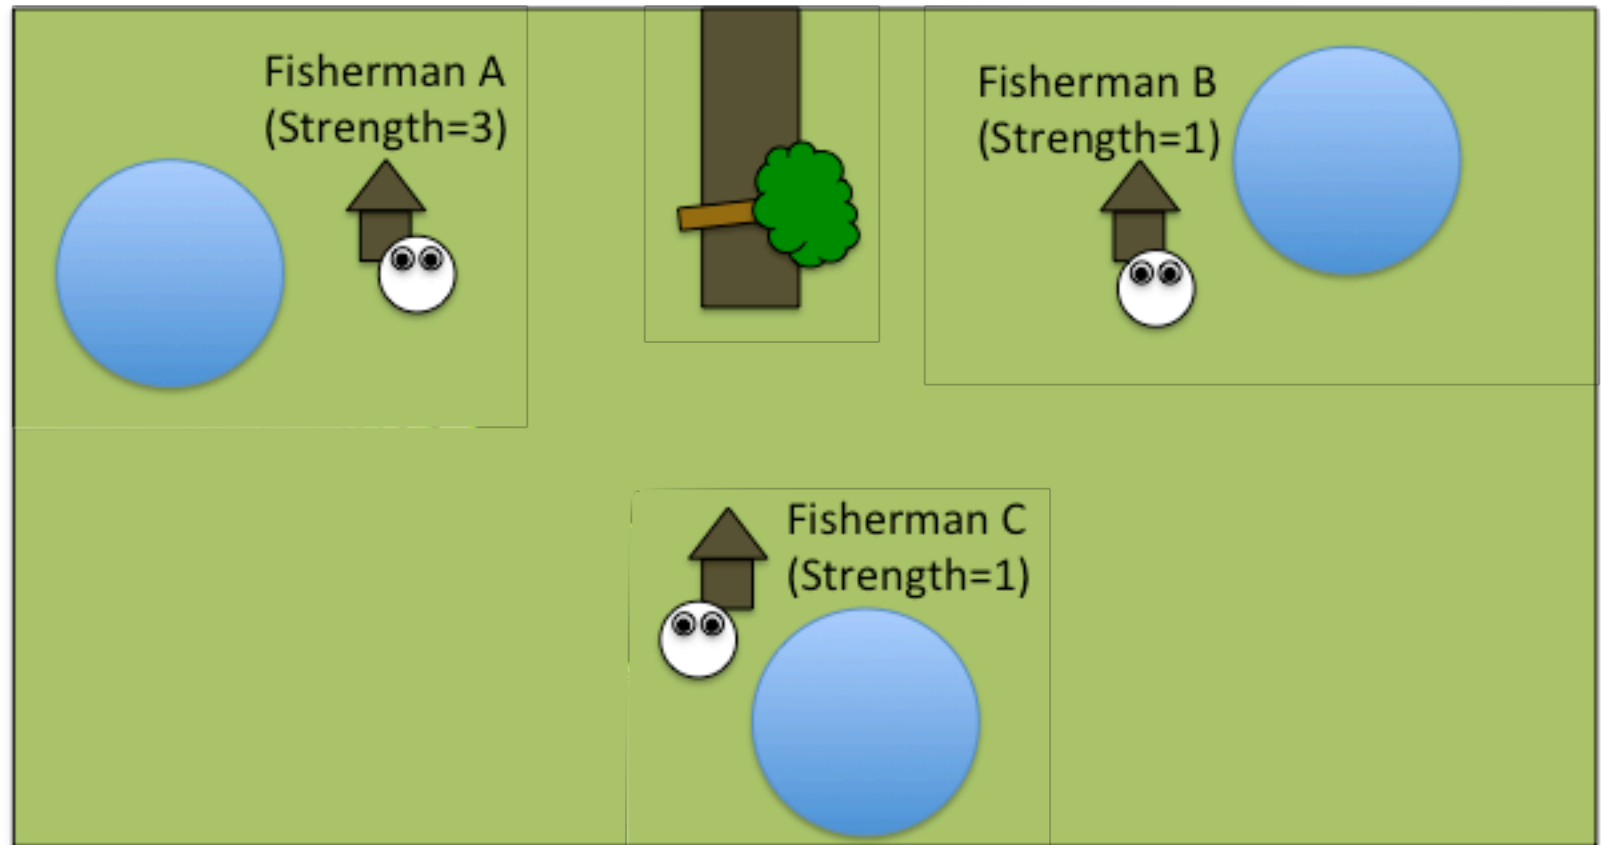 Fisherman A
(Strength=3)
Fisherman B
(Strength=1)
Fisherman C
(Strength=1)